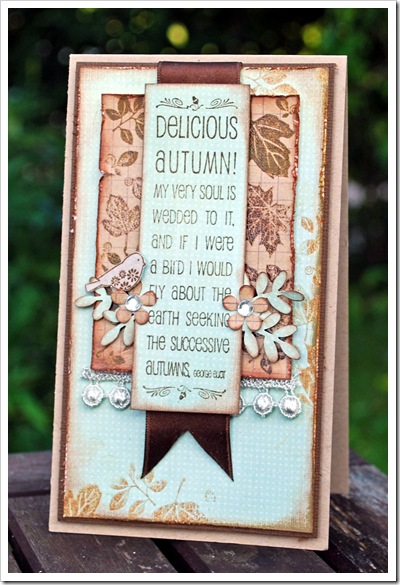 DELICIOUS
AUTUMN!
MY VERY SOUL IS
WEDDED TO IT,
AND IF I WERE
A BIRD I WOULD
FLY ABOUT THE
EARTH SEEKING
THE SUCCESSIVE
AUTUMNS. GEORGE ELIOT